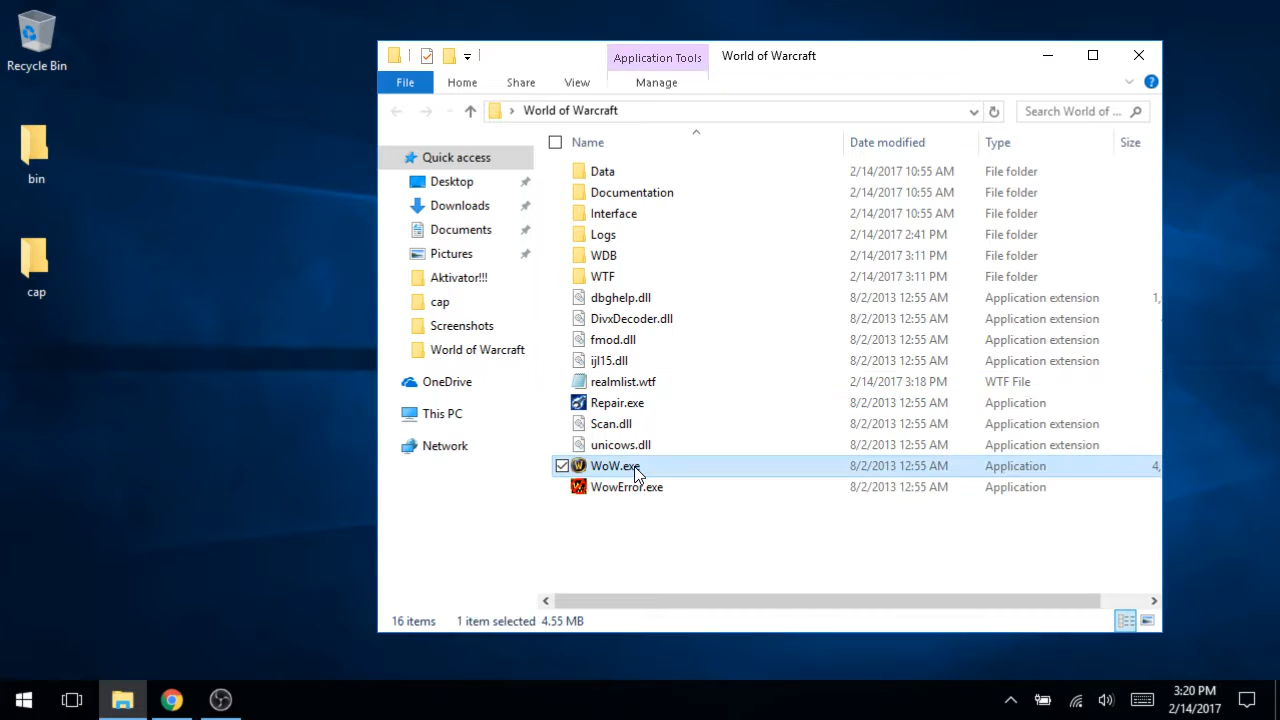 Recycle Bin
bin
cap
Application Tools
World of Warcraft
File
Home
Share
View
Manage
World of Warcraft
Search World of ...
Quick access
Desktop
Downloads
Documents
Pictures
Aktivator!!!
cap
Screenshots
World of Warcraft
OneDrive
This PC
Network
Name Date modified Type Size
Data 2/14/2017 10:55 AM File folder
Documentation 2/14/2017 10:55 AM File folder
Interface 2/14/2017 10:55 AM File folder
Logs 2/14/2017 2:41 PM File folder
WDB 2/14/2017 3:11 PM File folder
WTF 2/14/2017 3:11 PM File folder
dbghelp.dll 8/2/2013 12:55 AM Application extension 1,
DivxDecoder.dll 8/2/2013 12:55 AM Application extension
fmod.dll 8/2/2013 12:55 AM Application extension
ijl15.dll 8/2/2013 12:55 AM Application extension
realmlist.wtf 2/14/2017 3:18 PM WTF File
Repair.exe 8/2/2013 12:55 AM Application
Scan.dll 8/2/2013 12:55 AM Application extension
unicows.dll 8/2/2013 12:55 AM Application extension
WoW.exe 8/2/2013 12:55 AM Application 4,
WowError.exe 8/2/2013 12:55 AM Application
16 items 1 item selected 4.55 MB
3:20 PM
2/14/2017